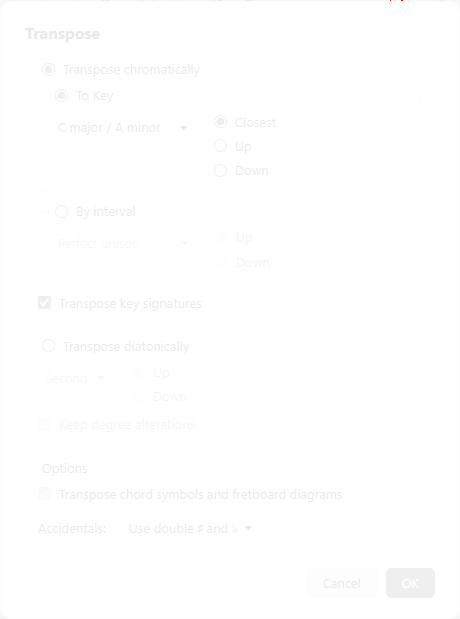 Transpose
Transpose chromatically
To Key
C major / A minor
Closest
Up
Down
By interval
Perfect unison
Up
Down
Transpose key signatures
Transpose diatonically
Second
Up
Down
Keep degree alterations
Options
Transpose chord symbols and fretboard diagrams
Accidentals: Use double ♯ and ♭
Cancel OK